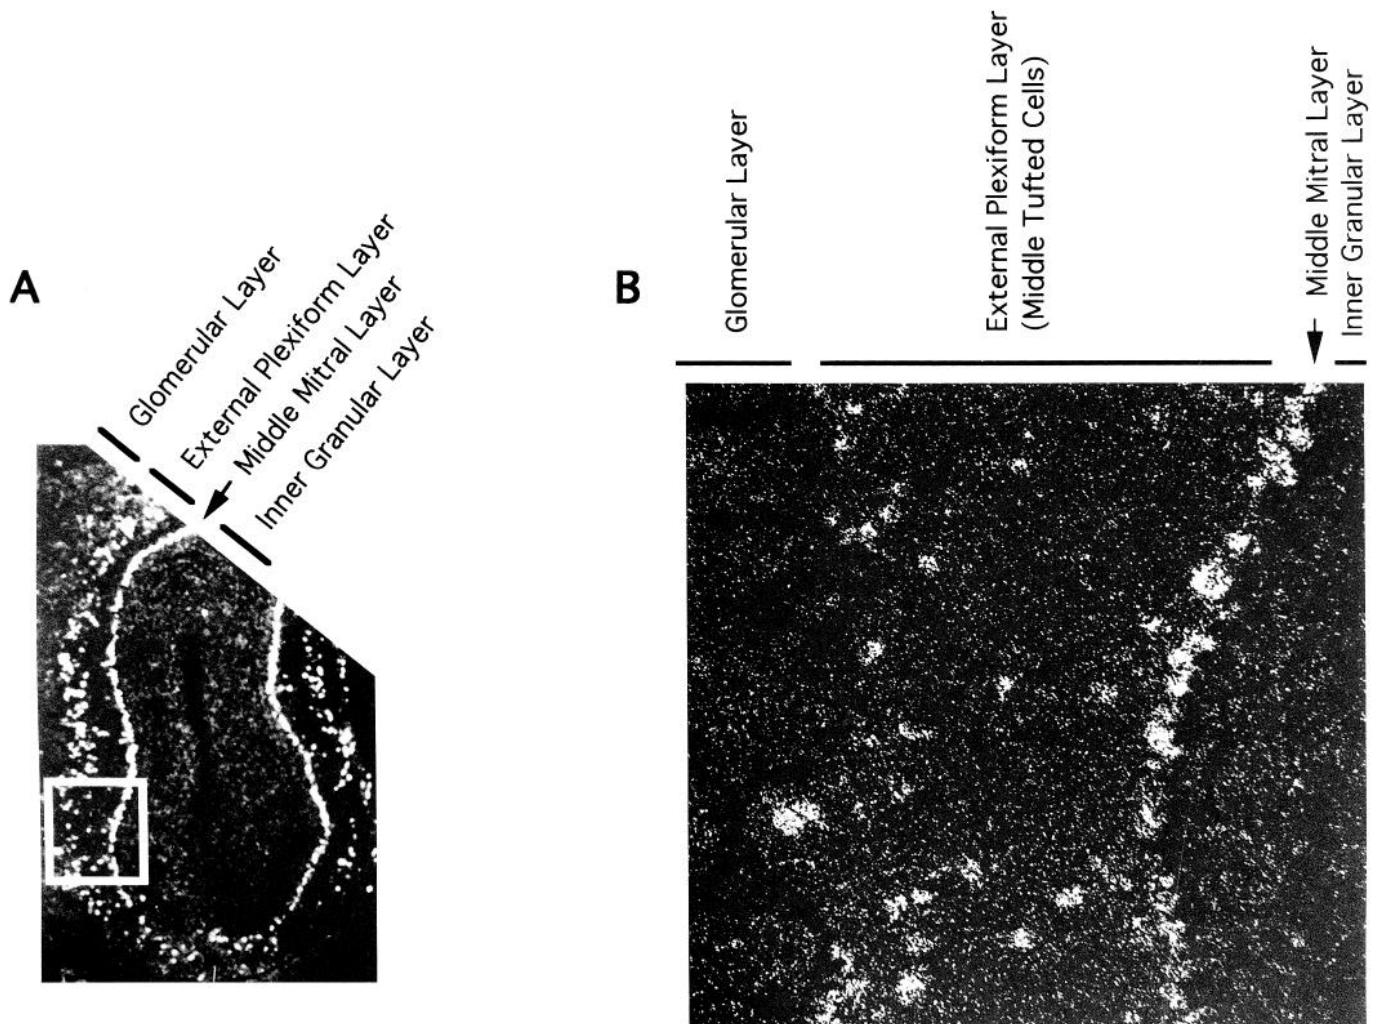 A
Glomerular Layer
External Plexiform Layer
Middle Mitral Layer
Inner Granular Layer
B
Glomerular Layer
External Plexiform Layer
(Middle Tufted Cells)
Middle Mitral Layer
Inner Granular Layer